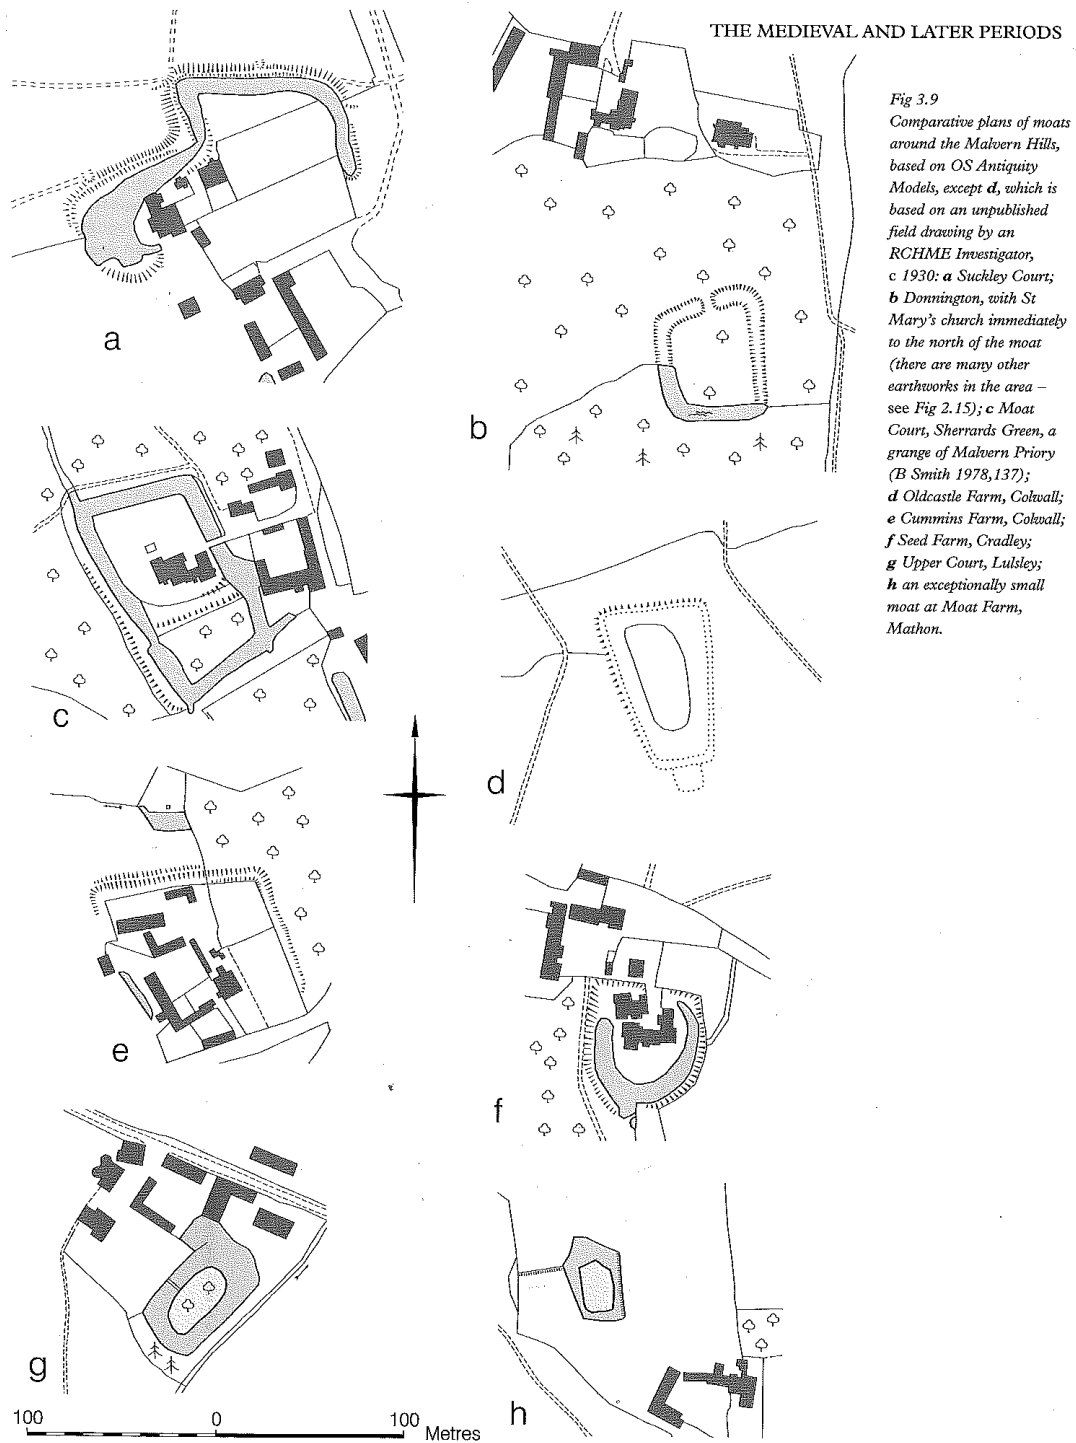 THE MEDIEVAL AND LATER PERIODS
Fig 3.9
Comparative plans of moats
around the Malvern Hills,
based on OS Antiquity
Models, except d, which is
based on an unpublished
field drawing by an
RCHME Investigator,
c 1930: a Suckley Court;
b Donnington, with St
Mary's church immediately
to the north of the moat
(there are many other
earthworks in the area –
see Fig 2.15); c Moat
Court, Sherrards Green, a
grange of Malvern Priory
(B Smith 1978,137);
d Oldcastle Farm, Colwall;
e Cummins Farm, Colwall;
f Seed Farm, Cradley;
g Upper Court, Lulsley;
h an exceptionally small
moat at Moat Farm,
Mathon.
a
b
c
d
e
f
g
h
100 0 100 Metres